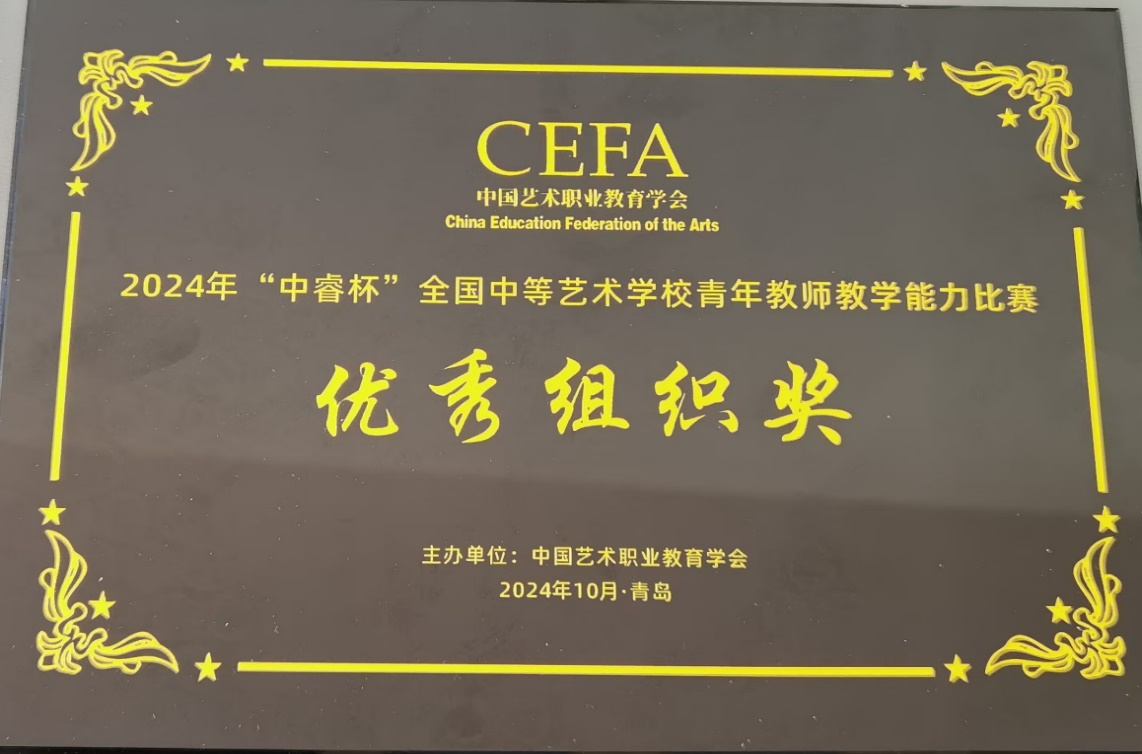 CEFA
中国艺术职业教育学会
China Education Federation of the Arts
2024年“中睿杯”全国中等艺术学校青年教师教学能力比赛
优秀组织奖
主办单位：中国艺术职业教育学会
2024年10月·青岛